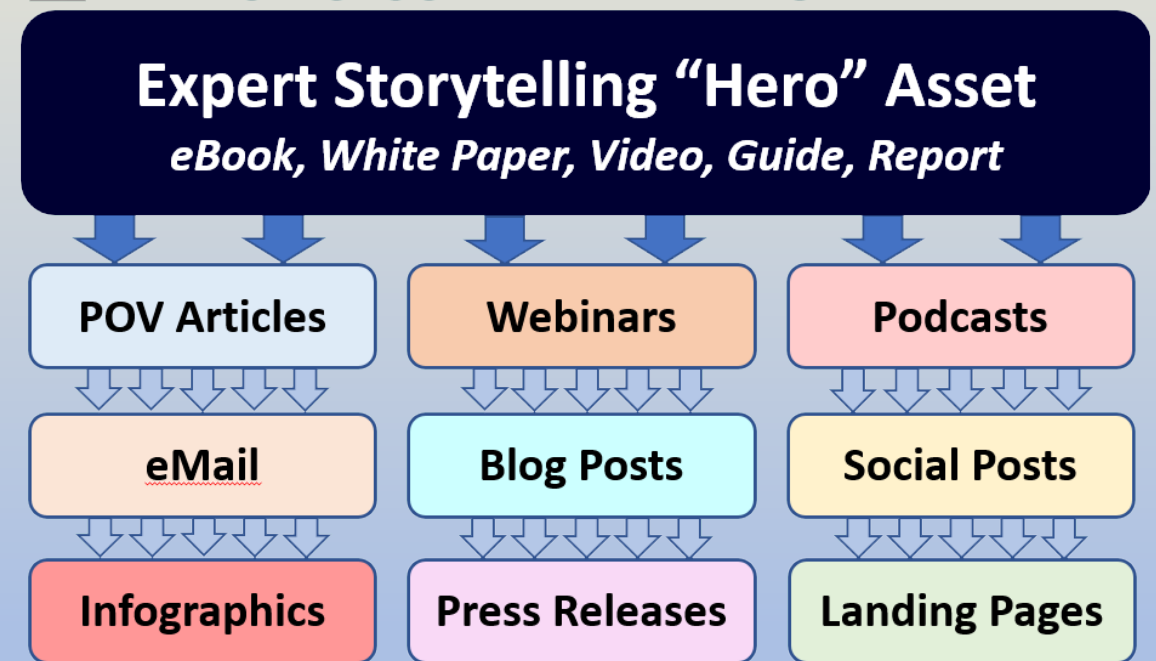 Expert Storytelling “Hero” Asset
eBook, White Paper, Video, Guide, Report
POV Articles
Webinars
Podcasts
eMail
Blog Posts
Social Posts
Infographics
Press Releases
Landing Pages